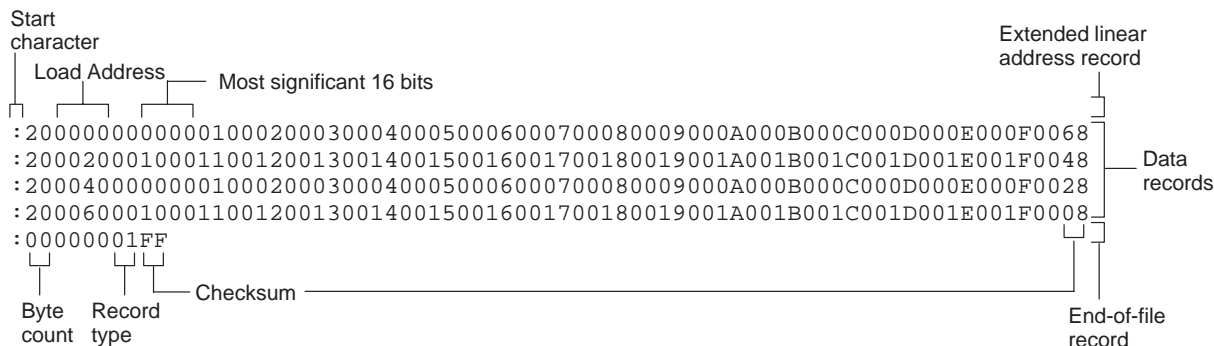 Start
character
Load Address
Most significant 16 bits
Extended linear
address record
:20000000000000100020003000400050006000700080009000A000B000C000D000E000F0068
:2000200010001100120013001400150016001700180019001A001B001C001D001E001F0048
:2000400000000100020003000400050006000700080009000A000B000C000D000E000F0028
:2000600010001100120013001400150016001700180019001A001B001C001D001E001F0008
:00000001FF
Data
records
Checksum
Byte
count
Record
type
End-of-file
record